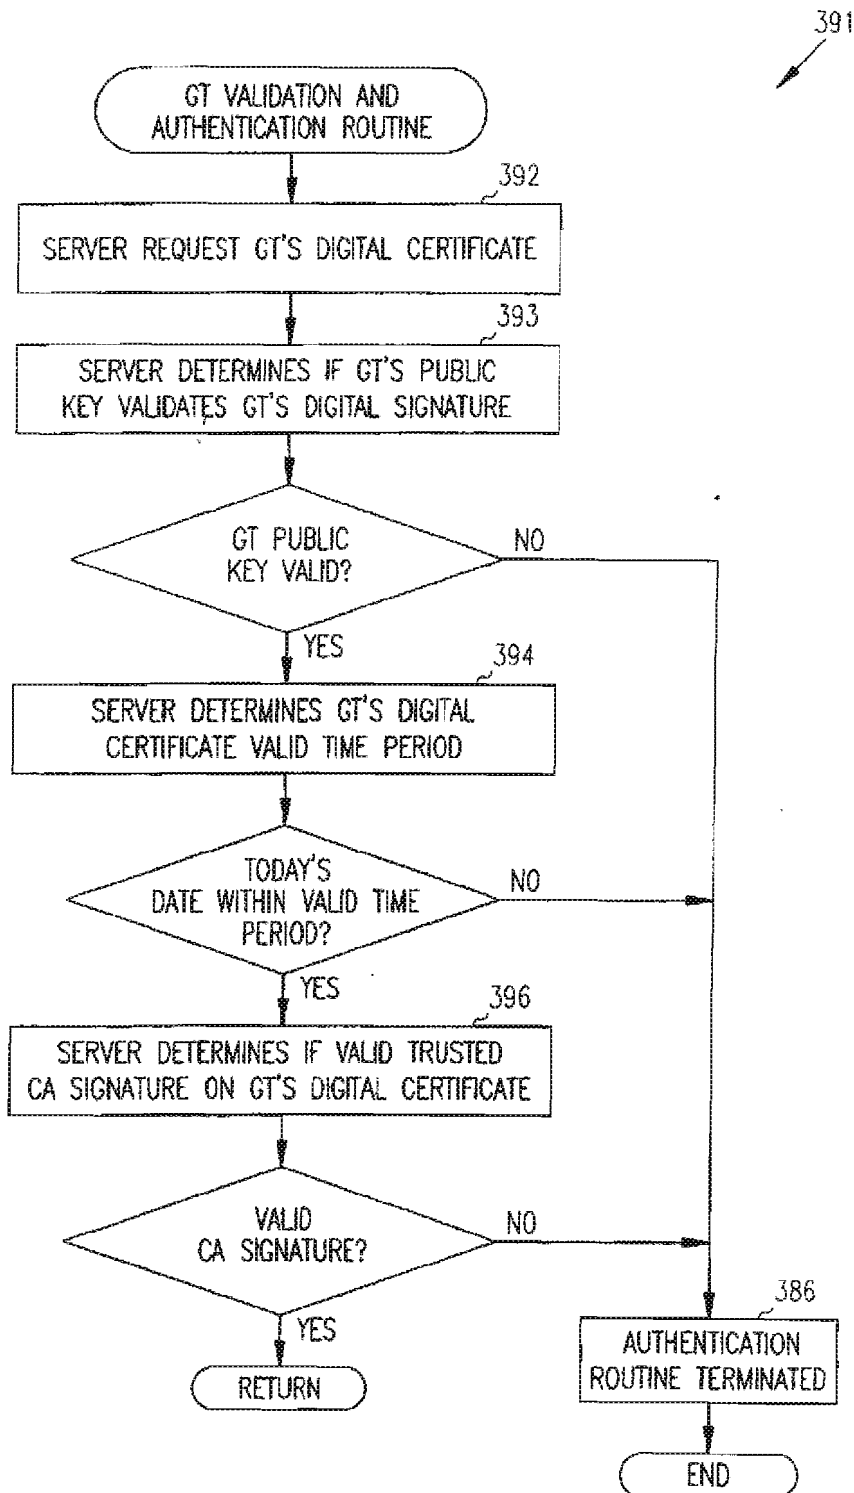 391
GT VALIDATION AND
AUTHENTICATION ROUTINE
392
SERVER REQUEST GT'S DIGITAL CERTIFICATE
393
SERVER DETERMINES IF GT'S PUBLIC
KEY VALIDATES GT'S DIGITAL SIGNATURE
GT PUBLIC
KEY VALID?
NO
YES
394
SERVER DETERMINES GT'S DIGITAL
CERTIFICATE VALID TIME PERIOD
TODAY'S
DATE WITHIN VALID TIME
PERIOD?
NO
YES
396
SERVER DETERMINES IF VALID TRUSTED
CA SIGNATURE ON GT'S DIGITAL CERTIFICATE
VALID
CA SIGNATURE?
NO
YES
RETURN
386
AUTHENTICATION
ROUTINE TERMINATED
END